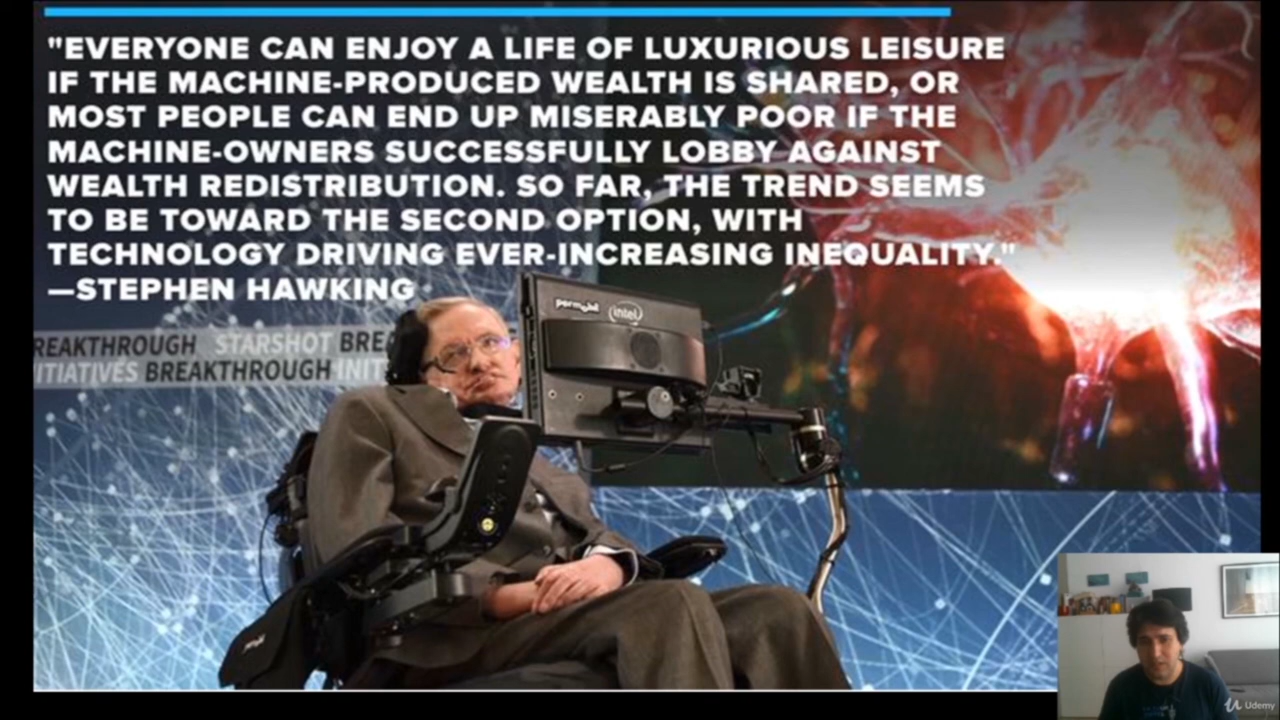 "EVERYONE CAN ENJOY A LIFE OF LUXURIOUS LEISURE
IF THE MACHINE-PRODUCED WEALTH IS SHARED, OR
MOST PEOPLE CAN END UP MISERABLY POOR IF THE
MACHINE-OWNERS SUCCESSFULLY LOBBY AGAINST
WEALTH REDISTRIBUTION. SO FAR, THE TREND SEEMS
TO BE TOWARD THE SECOND OPTION, WITH
TECHNOLOGY DRIVING EVER-INCREASING INEQUALITY."
—STEPHEN HAWKING
permobil
intel
REAKTHROUGH STARSHOT BREA
ITIATIVES BREAKTHROUGH INIT
Udemy